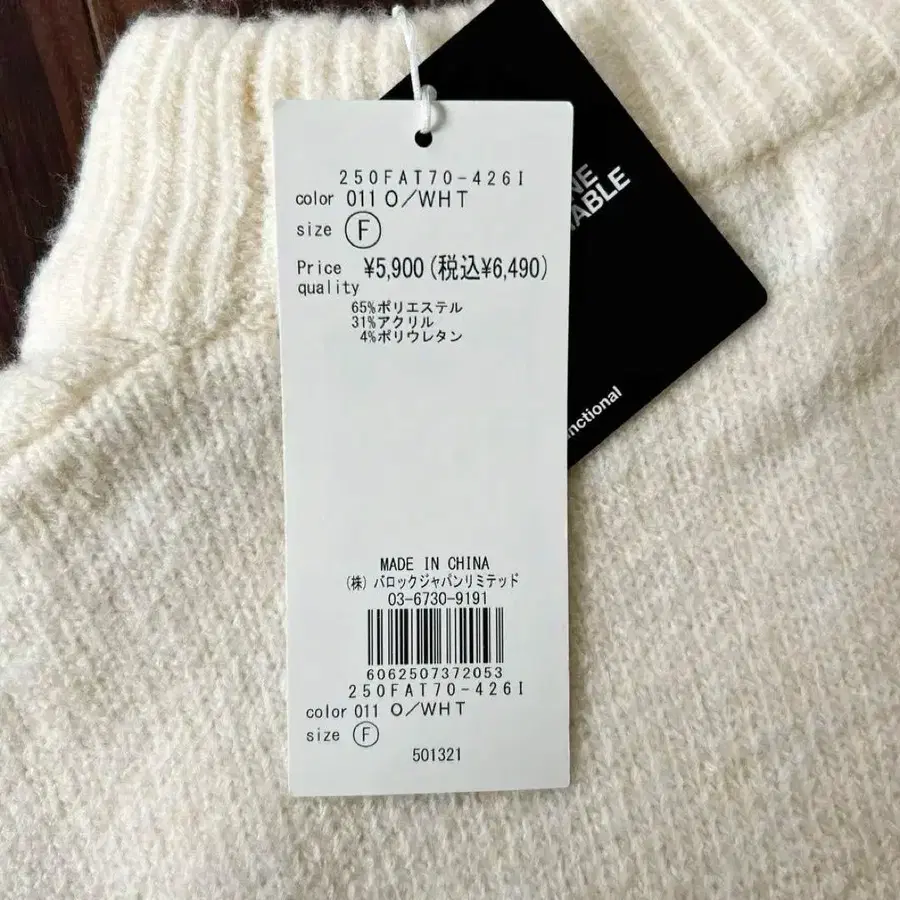 250FAT70-426I
color 011 O/WHT
size F
Price ¥5,900(税込¥6,490)
quality
65%ポリエステル
31%アクリル
4%ポリウレタン
MADE IN CHINA
(株) バロックジャパンリミテッド
03-6730-9191
6062507372053
250FAT70-426I
color 011 O/WHT
size F
501321